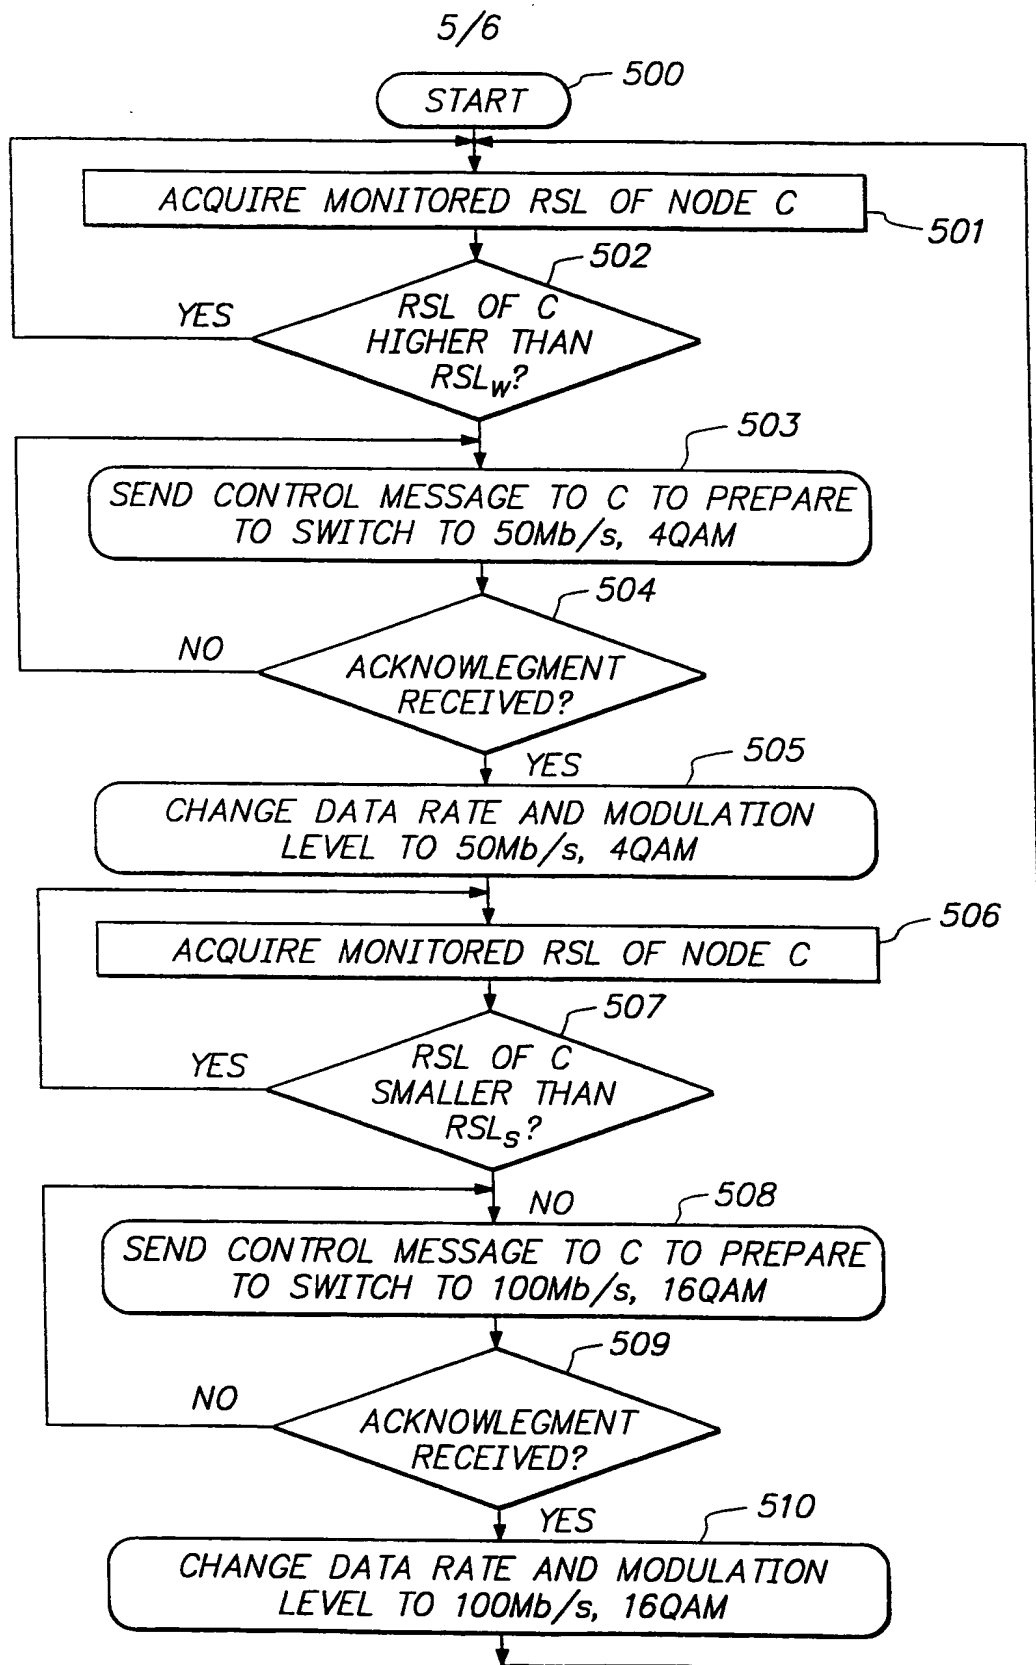 5/6
START
500
ACQUIRE MONITORED RSL OF NODE C
501
502
RSL OF C
HIGHER THAN
RSLw?
YES
503
SEND CONTROL MESSAGE TO C TO PREPARE
TO SWITCH TO 50Mb/s, 4QAM
504
NO
ACKNOWLEGMENT
RECEIVED?
YES
505
CHANGE DATA RATE AND MODULATION
LEVEL TO 50Mb/s, 4QAM
506
ACQUIRE MONITORED RSL OF NODE C
507
YES
RSL OF C
SMALLER THAN
RSLs?
NO
508
SEND CONTROL MESSAGE TO C TO PREPARE
TO SWITCH TO 100Mb/s, 16QAM
509
NO
ACKNOWLEGMENT
RECEIVED?
YES
510
CHANGE DATA RATE AND MODULATION
LEVEL TO 100Mb/s, 16QAM